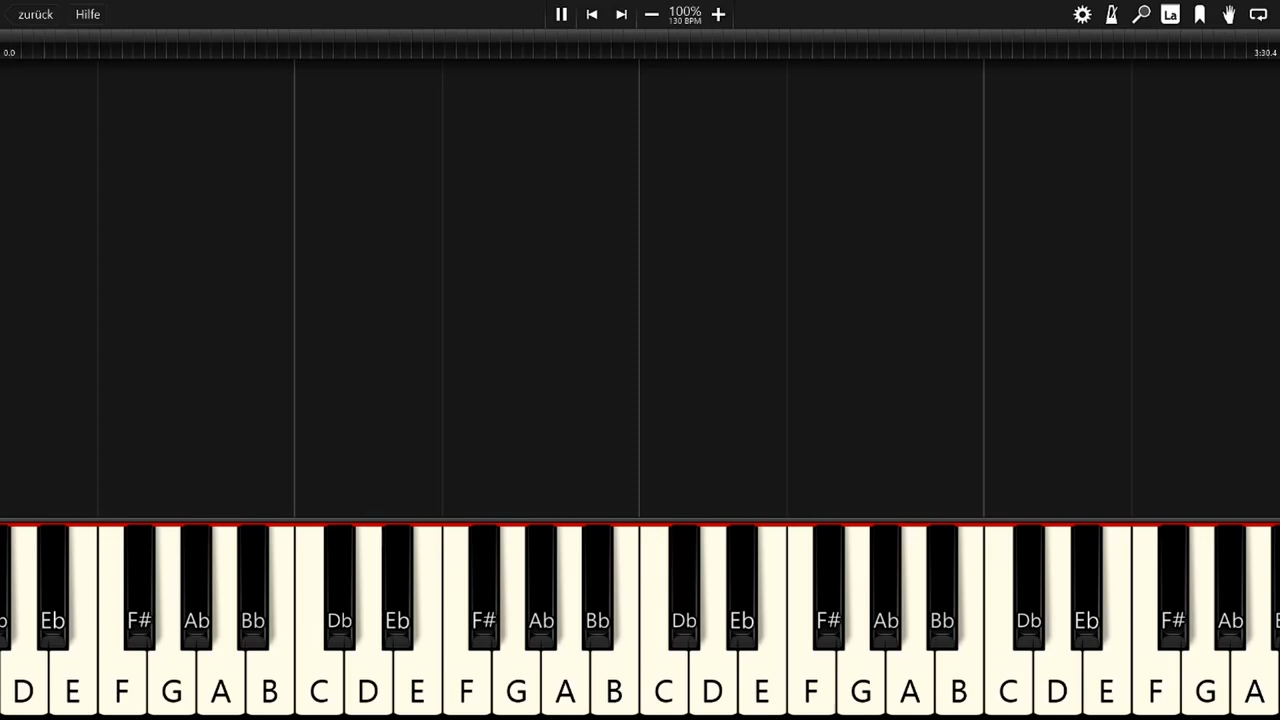 zurück Hilfe 100% La
130 BPM
0.0 3:30.4
Eb F# Ab Bb Db Eb F# Ab Bb Db Eb F# Ab Bb Db Eb F# Ab
D E F G A B C D E F G A B C D E F G A B C D E F G A